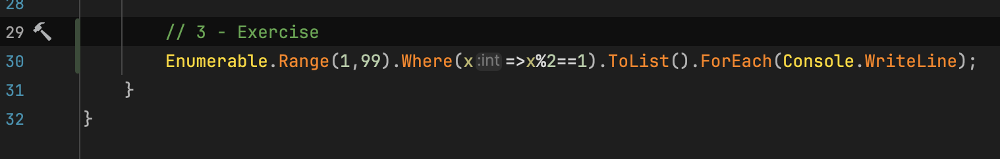 28
29 // 3 - Exercise
30 Enumerable.Range(1,99).Where(x:int=>x%2==1).ToList().ForEach(Console.WriteLine);
31 }
32 }